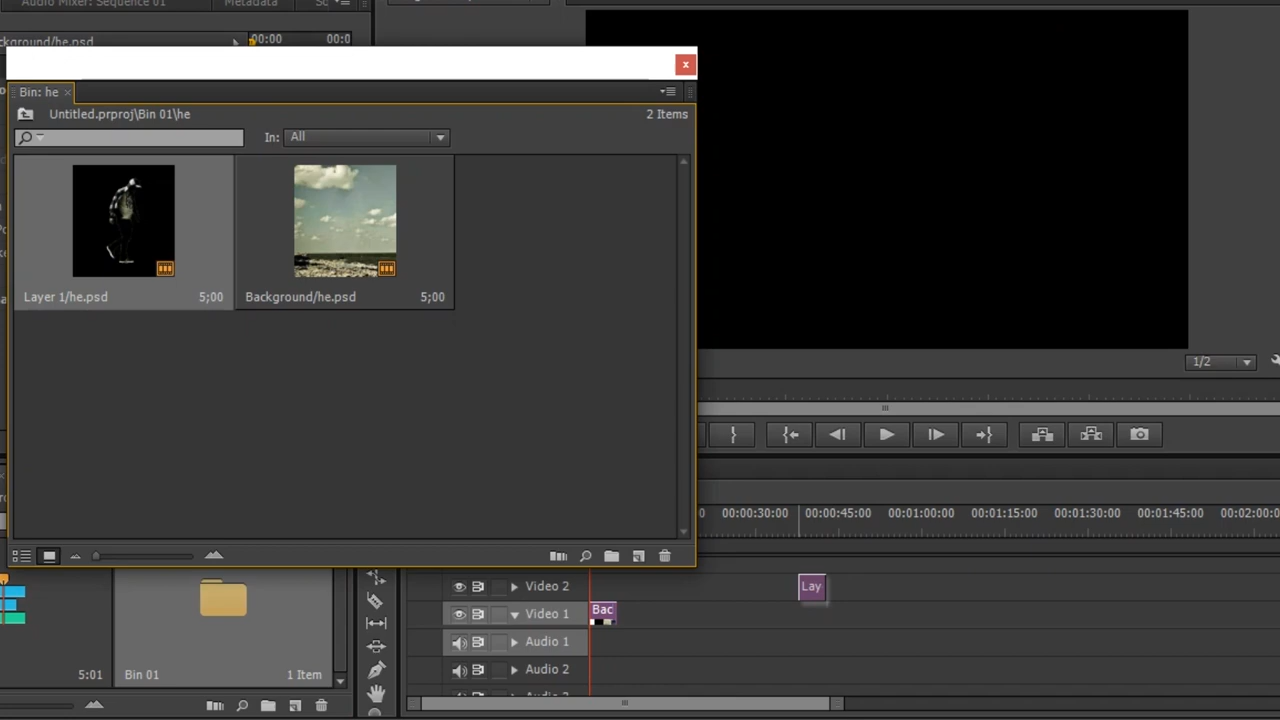 Audio Mixer: Sequence 01
Metadata
ckground/he.psd
00:00
00:0
Bin: he
Untitled.prproj\Bin 01\he
2 Items
In:
All
Layer 1/he.psd
5;00
Background/he.psd
5;00
1/2
0
00:00:30:00
00:00:45:00
00:01:00:00
00:01:15:00
00:01:30:00
00:01:45:00
00:02:00:0
Video 2
Lay
Video 1
Bac
Audio 1
Audio 2
5:01
Bin 01
1 Item